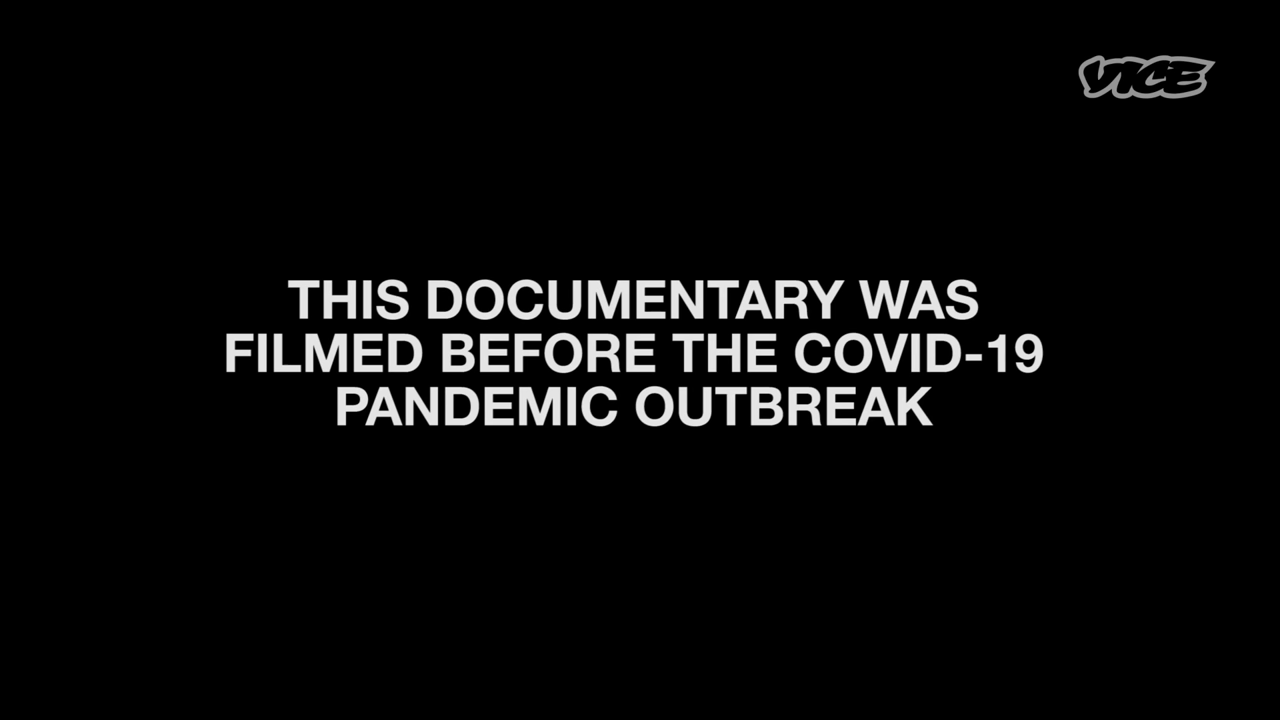 VICE
THIS DOCUMENTARY WAS
FILMED BEFORE THE COVID-19
PANDEMIC OUTBREAK